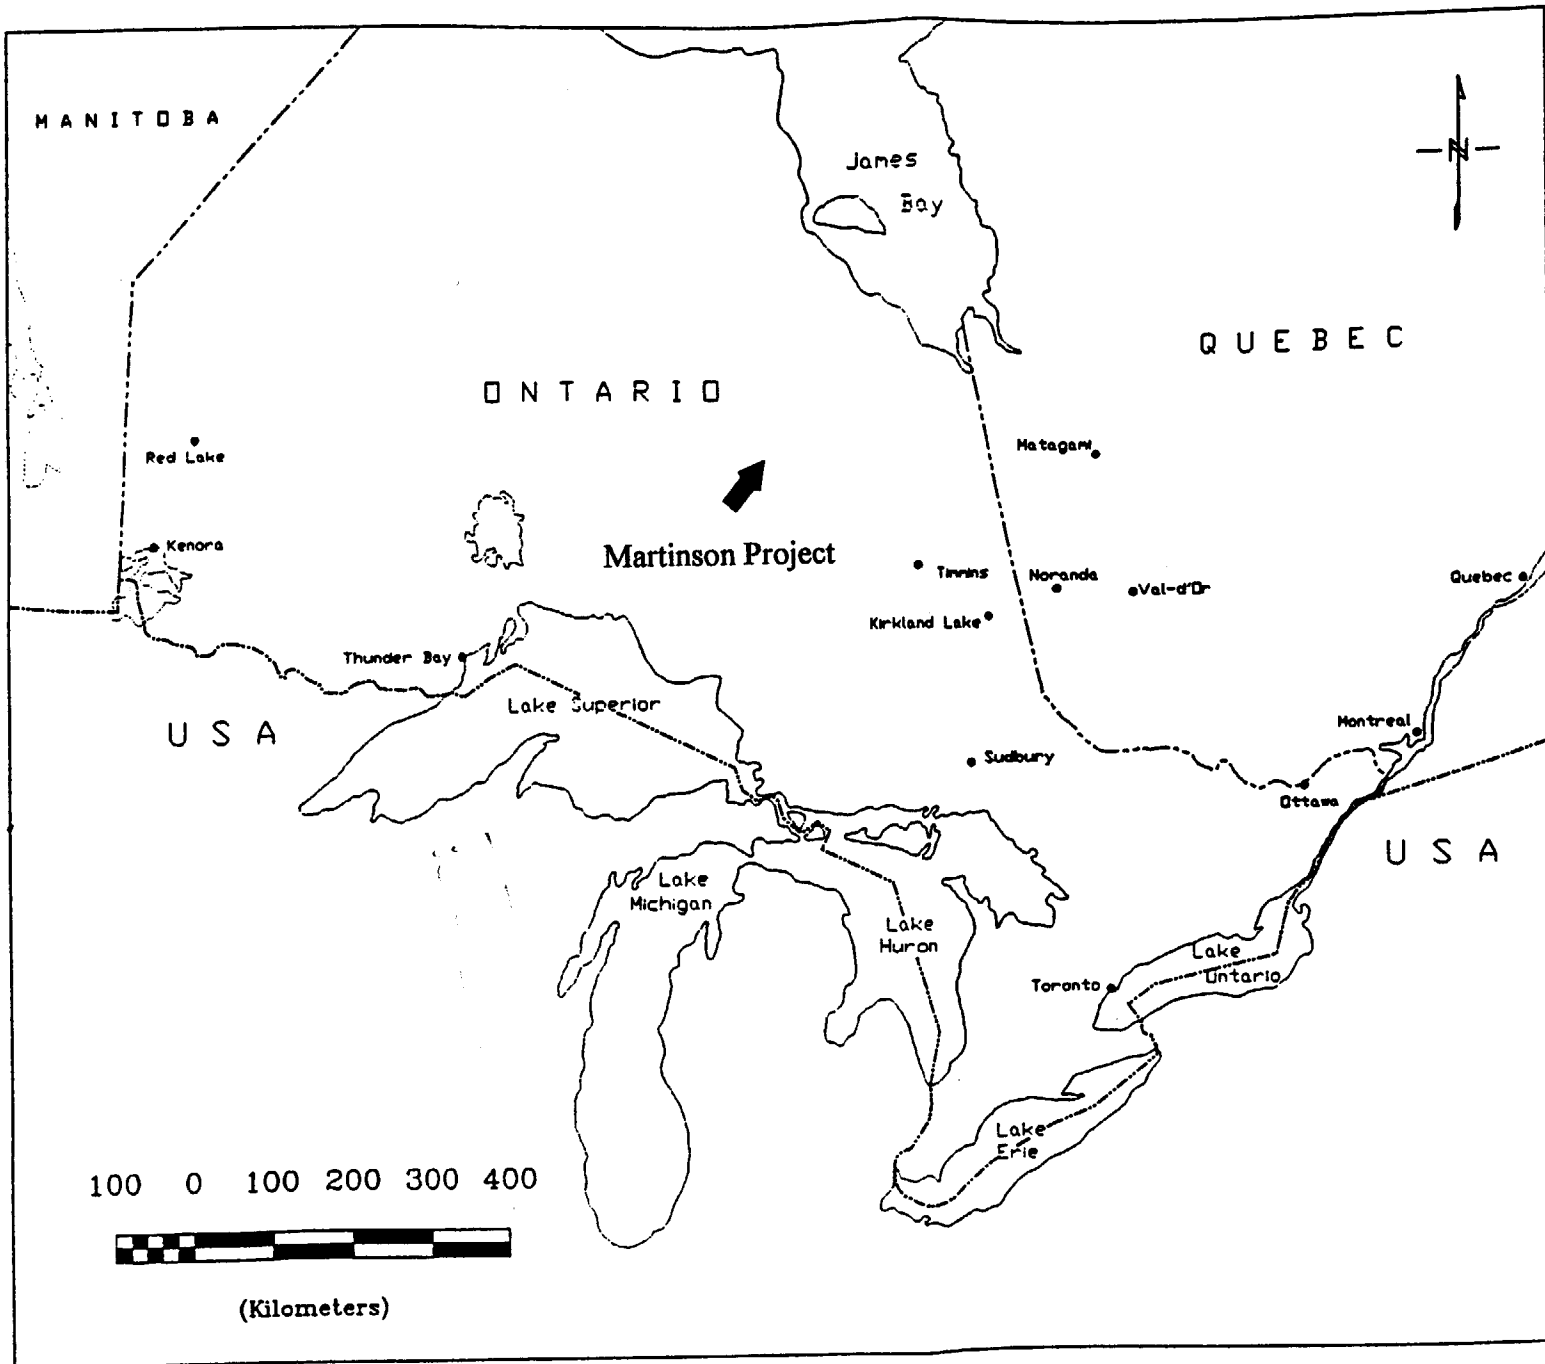 MANITOBA
James
Bay
N
QUEBEC
ONTARIO
Matagami
Red Lake
Kenora
Martinson Project
Timmins
Noranda
Val-d'Or
Quebec
Kirkland Lake
Thunder Bay
Lake Superior
USA
Montreal
Sudbury
Ottawa
USA
Lake
Michigan
Lake
Huron
Lake
Ontario
Toronto
Lake
Erie
100 0 100 200 300 400
(Kilometers)